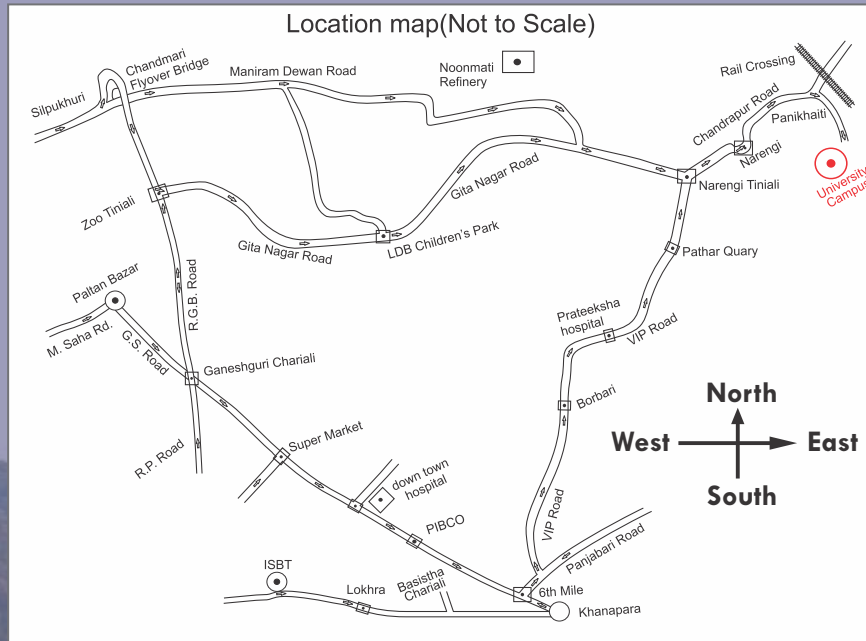 Location map(Not to Scale)
Silpukhuri
Chandmari
Flyover Bridge
Maniram Dewan Road
Noonmati
Refinery
Rail Crossing
Chandrapur Road
Panikhaiti
Narengi
University
Campus
Narengi Tiniali
Gita Nagar Road
Zoo Tiniali
Gita Nagar Road
LDB Children's Park
Pathar Quary
Paltan Bazar
R.G.B. Road
M. Saha Rd.
G.S. Road
Prateeksha
hospital
VIP Road
Ganeshguri Chariali
Borbari
North
West
East
South
R.P. Road
Super Market
down town
hospital
VIP Road
PIBCO
Panjabari Road
ISBT
Lokhra
Basistha
Chariali
6th Mile
Khanapara